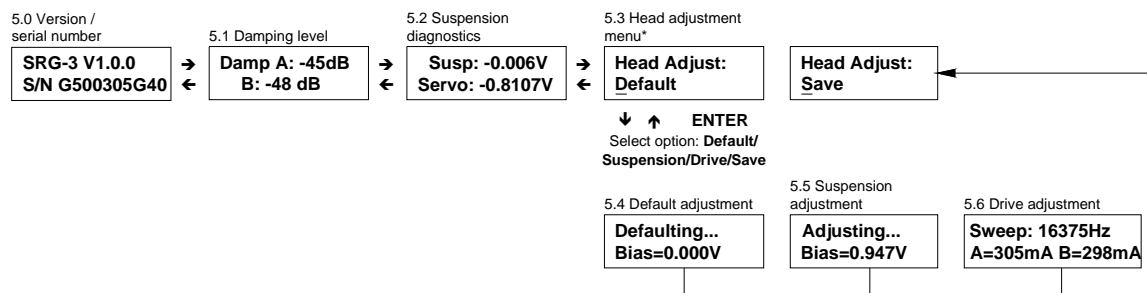 5.0 Version /
serial number
SRG-3 V1.0.0
S/N G500305G40
5.1 Damping level
Damp A: -45dB
B: -48 dB
5.2 Suspension
diagnostics
Susp: -0.006V
Servo: -0.8107V
5.3 Head adjustment
menu*
Head Adjust:
Default
Head Adjust:
Save
ENTER
Select option: Default/
Suspension/Drive/Save
5.4 Default adjustment
Defaulting...
Bias=0.000V
5.5 Suspension
adjustment
Adjusting...
Bias=0.947V
5.6 Drive adjustment
Sweep: 16375Hz
A=305mA B=298mA